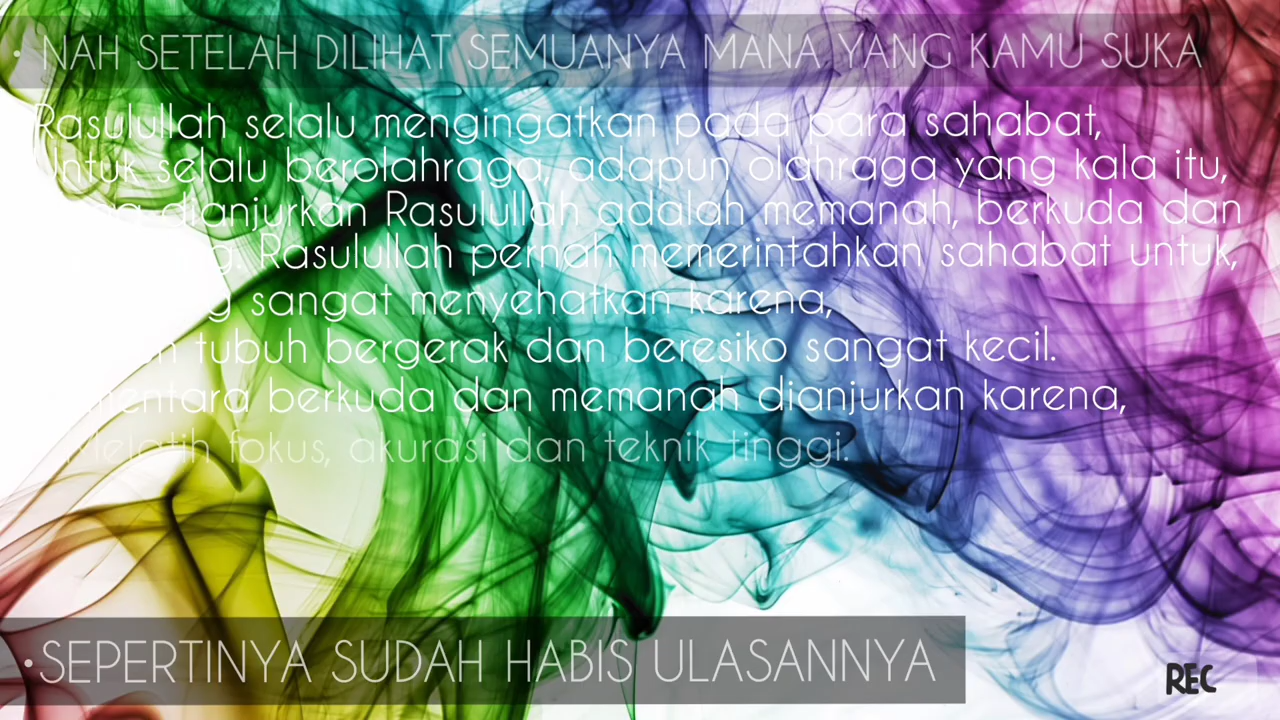 • NAH SETELAH DILIHAT SEMUANYA MANA YANG KAMU SUKA
Rasulullah selalu mengingatkan pada para sahabat,
Untuk selalu berolahraga, adapun olahraga yang kala itu,
dianjurkan Rasulullah adalah memanah, berkuda dan
Rasulullah pernah memerintahkan sahabat untuk,
sangat menyehatkan karena,
tubuh bergerak dan beresiko sangat kecil.
Sementara berkuda dan memanah dianjurkan karena,
Melatih fokus, akurasi dan teknik tinggi.
• SEPERTINYA SUDAH HABIS ULASANNYA
REC